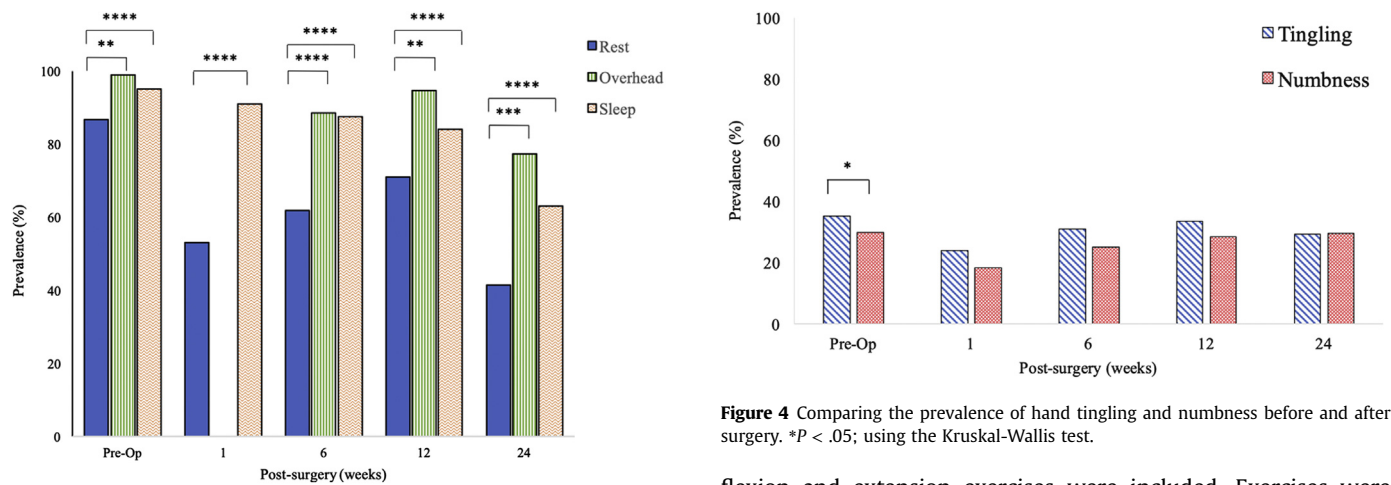 ****
**
****
****
****
****
**
****
***
Rest
Overhead
Sleep
100
80
60
40
20
0
Prevalence (%)
Pre-Op
1
6
12
24
Post-surgery (weeks)
100
80
60
40
20
0
Prevalence (%)
*
Tingling
Numbness
Pre-Op
1
6
12
24
Post-surgery (weeks)
Figure 4 Comparing the prevalence of hand tingling and numbness before and after
surgery. *P < .05; using the Kruskal-Wallis test.
flexion and extension exercises were included. Exercises were